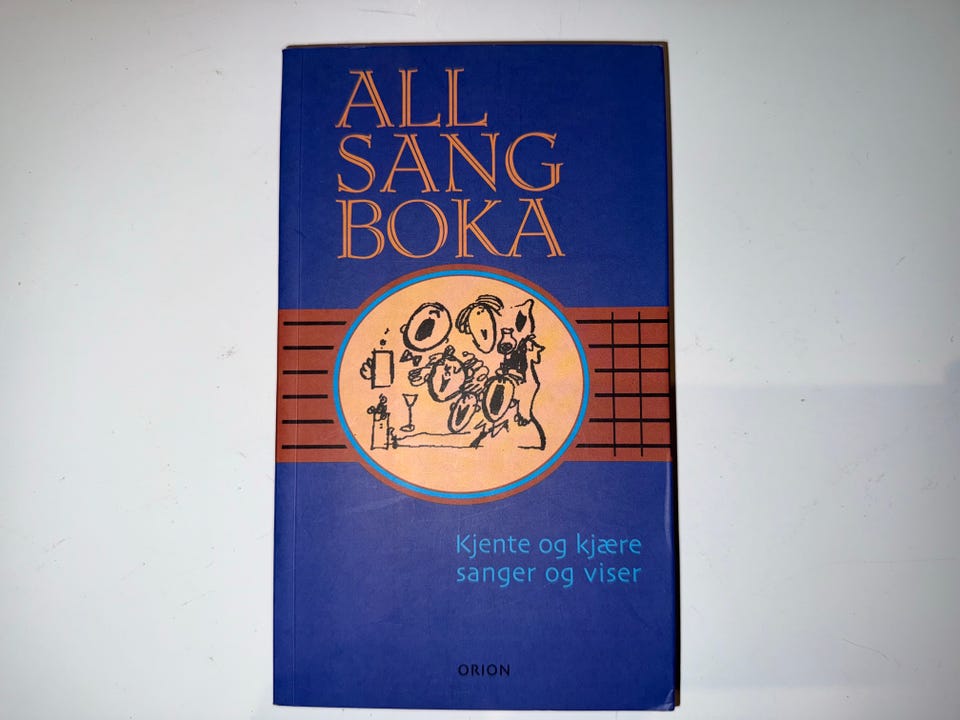 ALL
SANG
BOKA
Kjente og kjære
sanger og viser
ORION